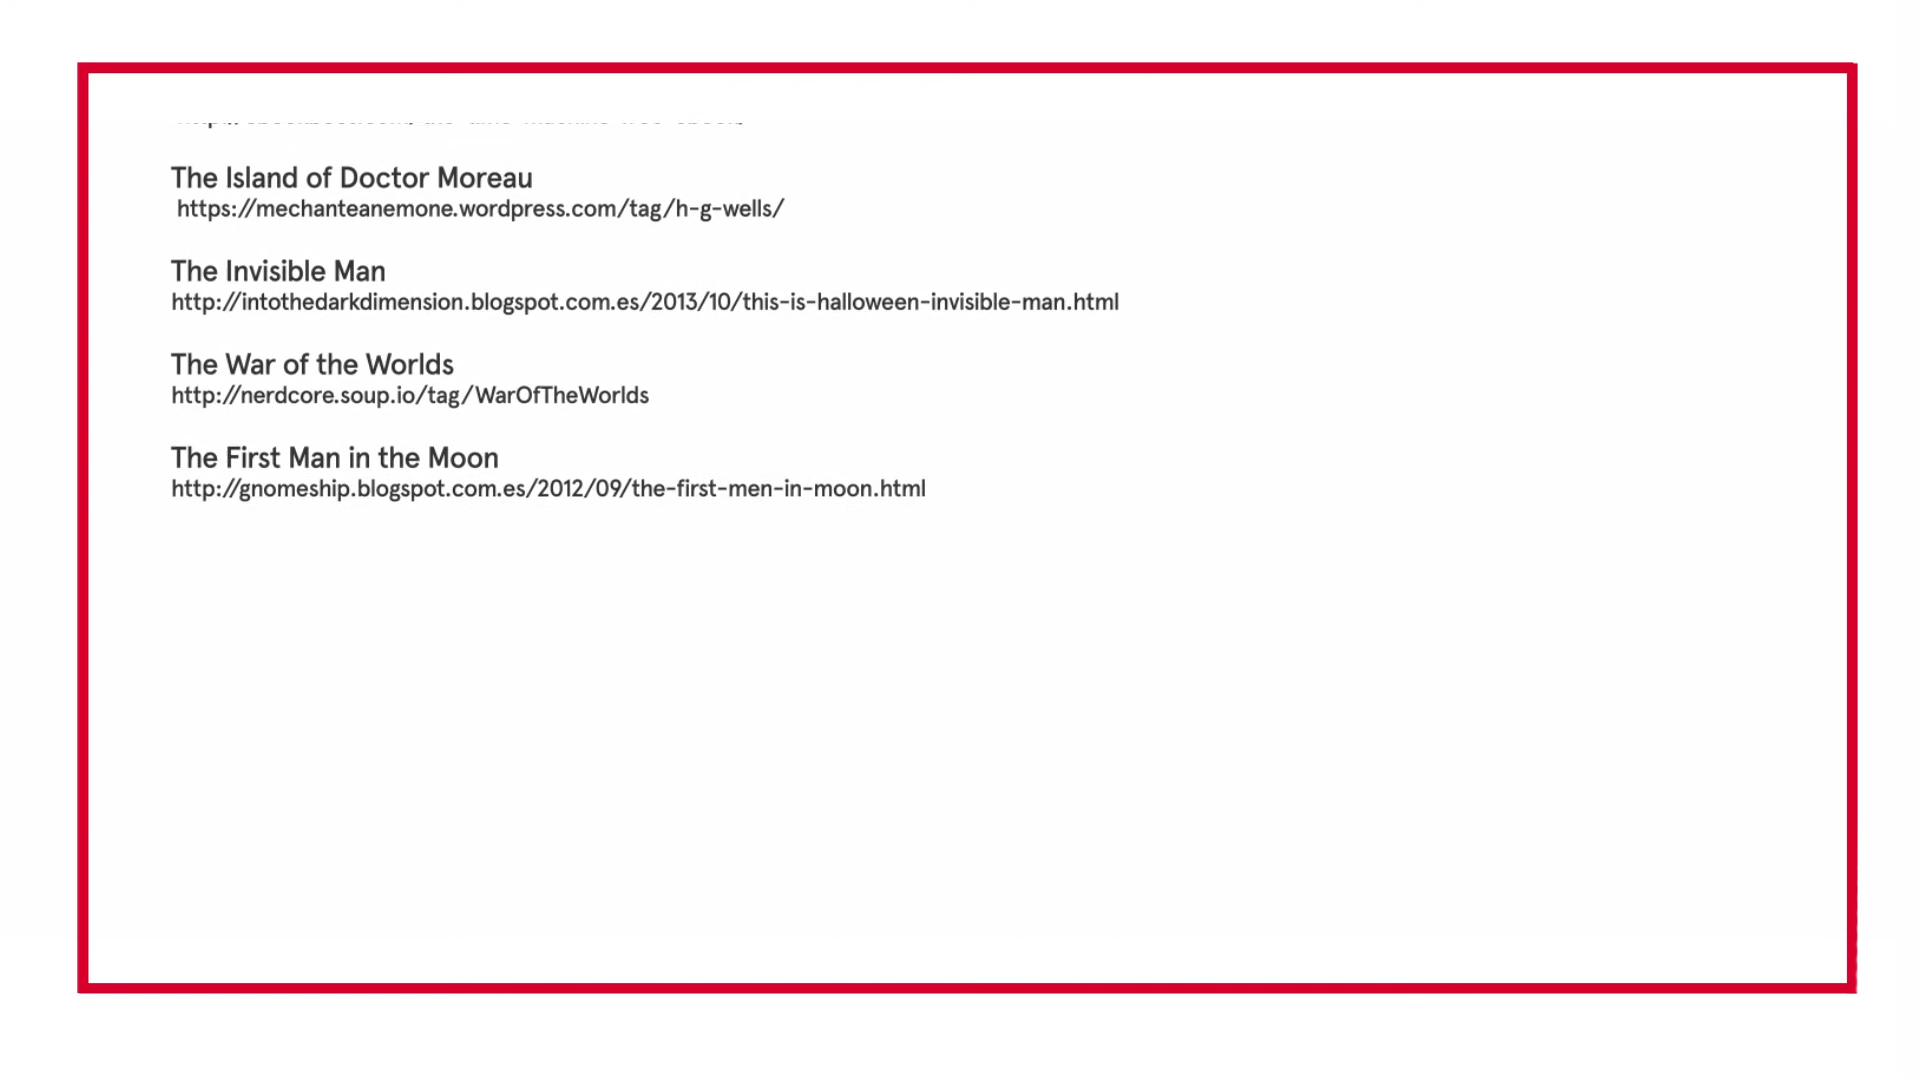 The Island of Doctor Moreau
https://mechanteanemone.wordpress.com/tag/h-g-wells/
The Invisible Man
http://intothedarkdimension.blogspot.com.es/2013/10/this-is-halloween-invisible-man.html
The War of the Worlds
http://nerdcore.soup.io/tag/WarOfTheWorlds
The First Man in the Moon
http://gnomeship.blogspot.com.es/2012/09/the-first-men-in-moon.html